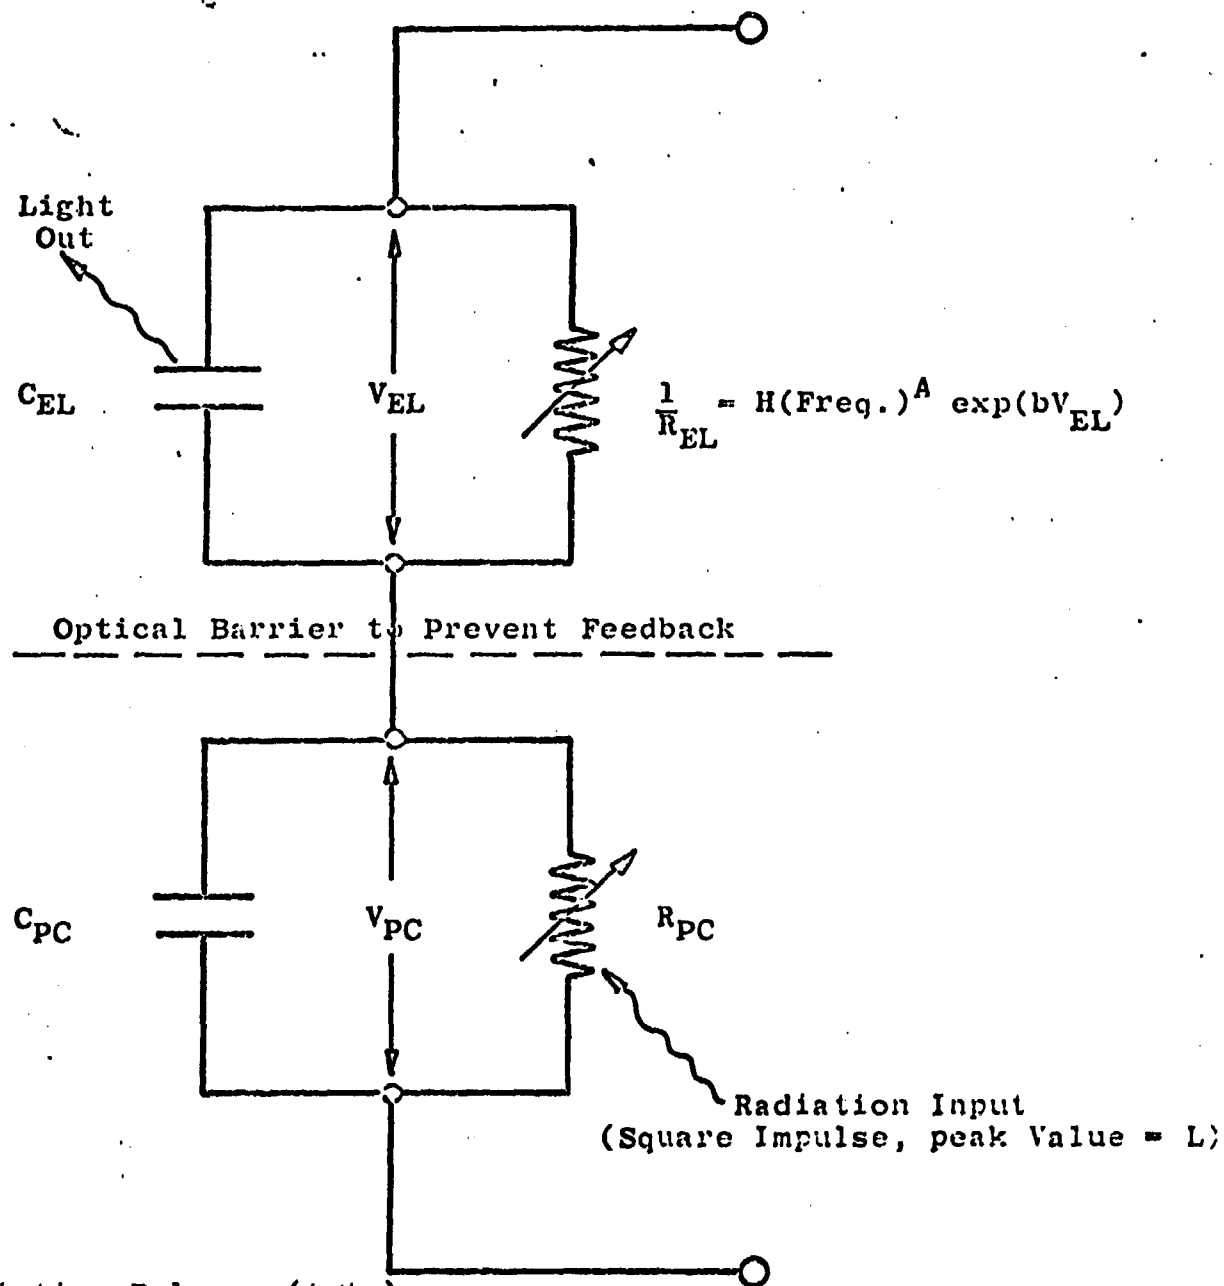 Light
Out
C_EL
V_EL
1/R_EL = H(Freq.)^A exp(bV_EL)
Optical Barrier to Prevent Feedback
C_PC
V_PC
R_PC
Radiation Input
(Square Impulse, peak Value = L)